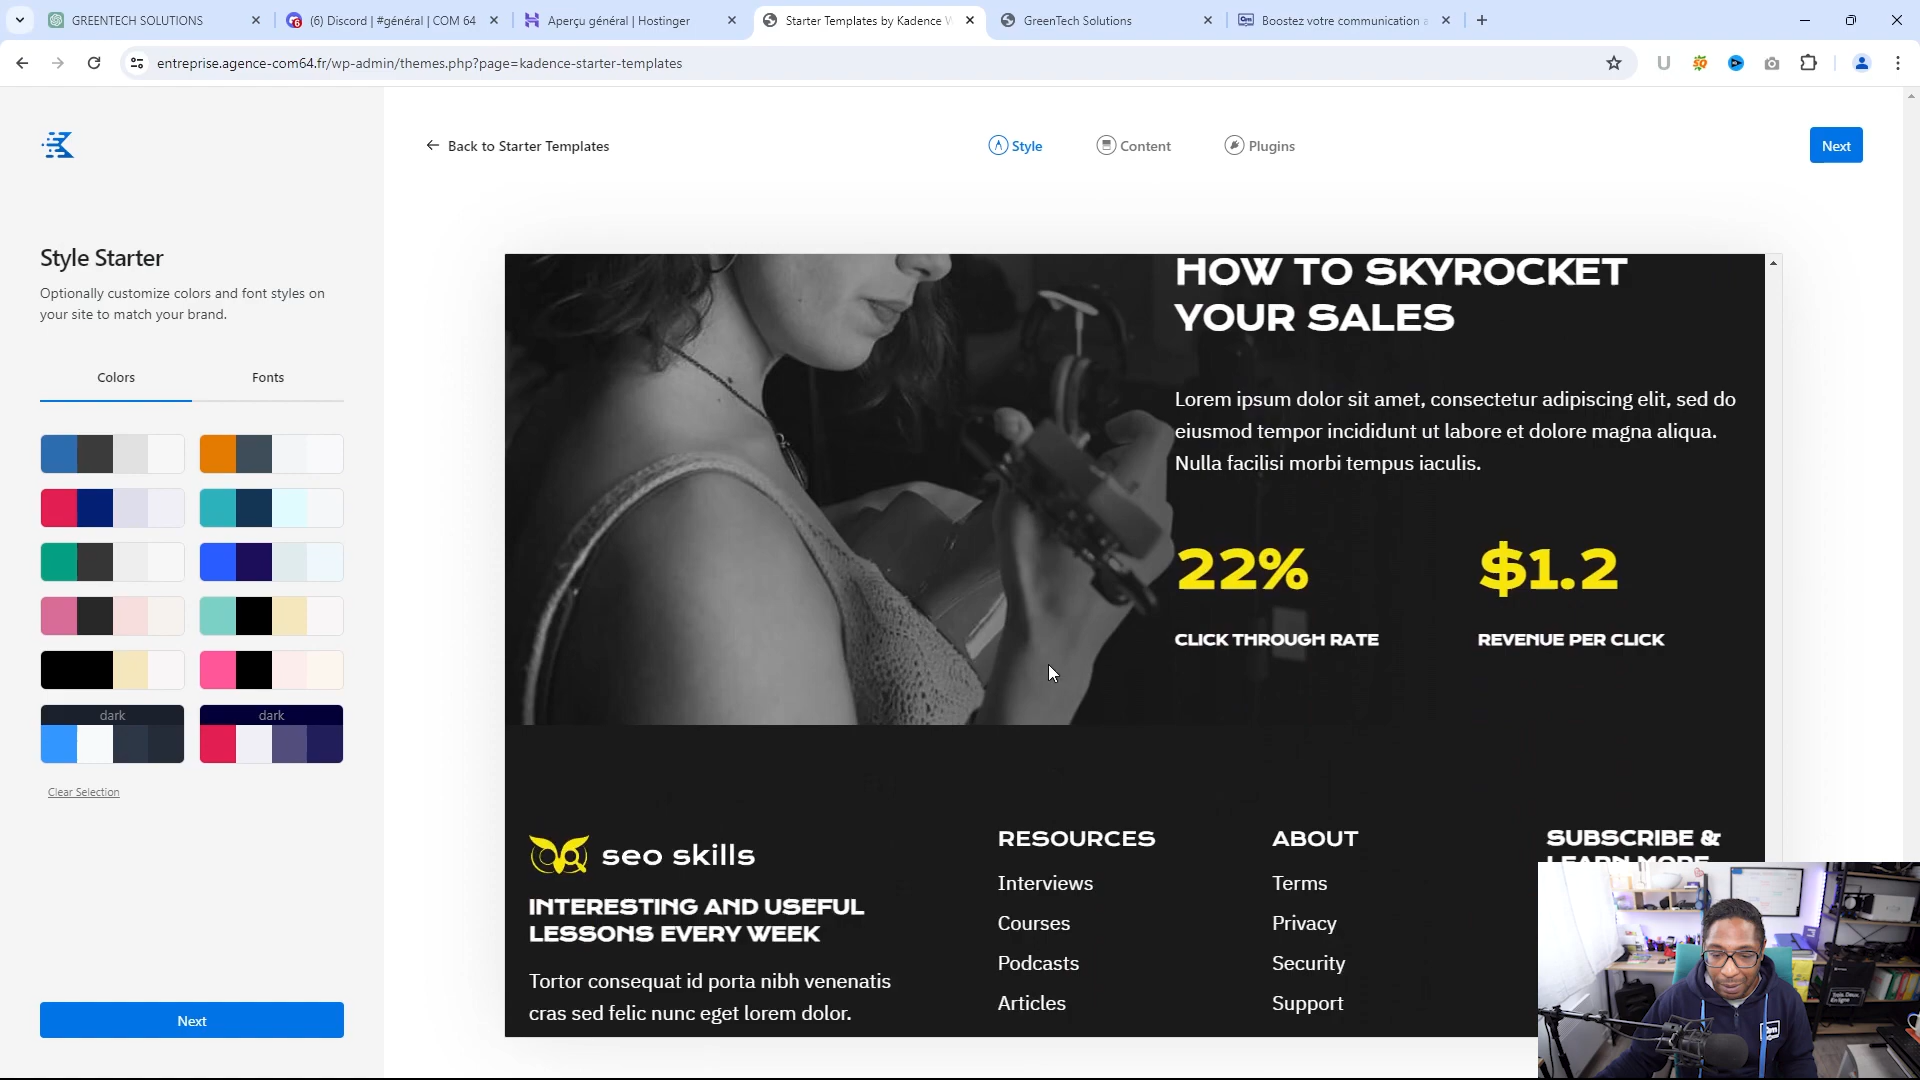 GREENTECH SOLUTIONS
(6) Discord | #général | COM 64
Aperçu général | Hostinger
Starter Templates by Kadence W
GreenTech Solutions
Boostez votre communication a
entreprise.agence-com64.fr/wp-admin/themes.php?page=kadence-starter-templates
Back to Starter Templates
Style
Content
Plugins
Next
Style Starter
Optionally customize colors and font styles on
your site to match your brand.
Colors
Fonts
dark
dark
Clear Selection
Next
HOW TO SKYROCKET
YOUR SALES
Lorem ipsum dolor sit amet, consectetur adipiscing elit, sed do
eiusmod tempor incididunt ut labore et dolore magna aliqua.
Nulla facilisi morbi tempus iaculis.
22%
$1.2
CLICK THROUGH RATE
REVENUE PER CLICK
seo skills
INTERESTING AND USEFUL
LESSONS EVERY WEEK
Tortor consequat id porta nibh venenatis
cras sed felic nunc eget lorem dolor.
RESOURCES
Interviews
Courses
Podcasts
Articles
ABOUT
Terms
Privacy
Security
Support
SUBSCRIBE &
LEARN MORE